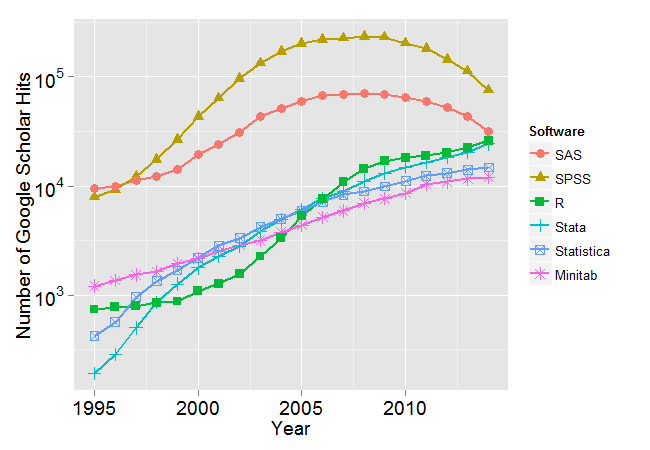 Number of Google Scholar Hits
10^5
10^4
10^3
1995 2000 2005 2010
Year
Software
SAS
SPSS
R
Stata
Statistica
Minitab